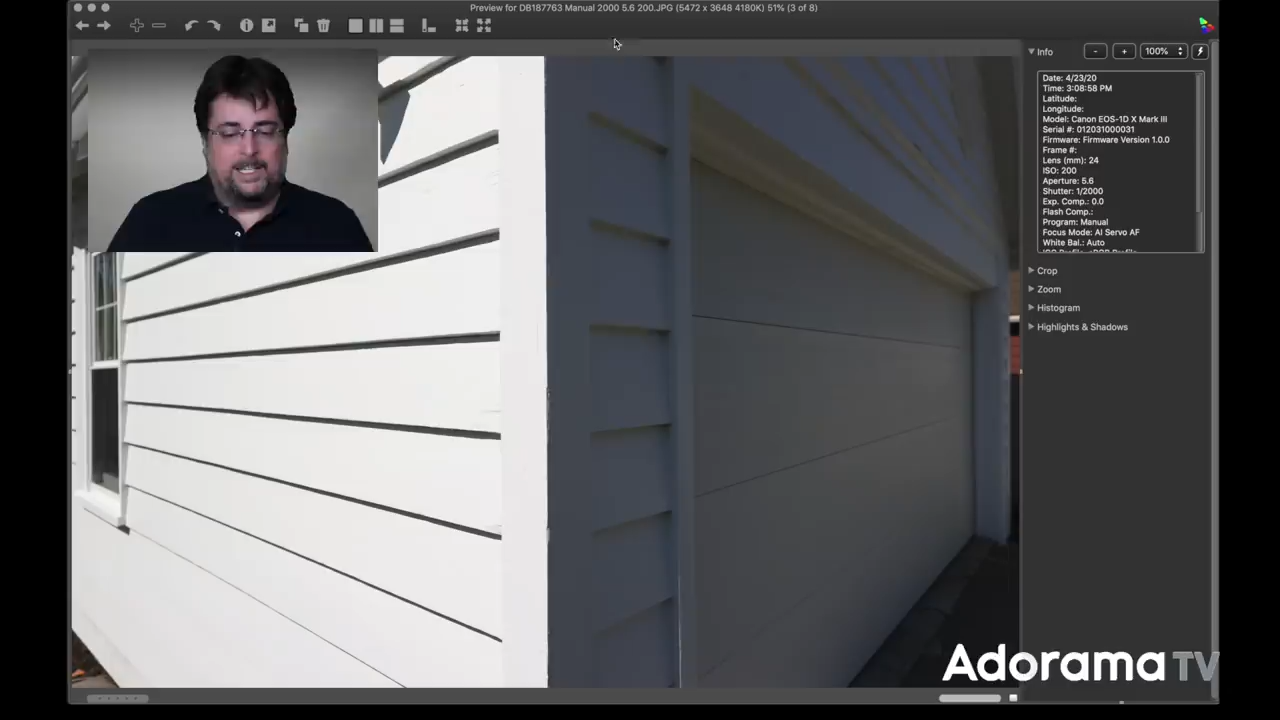 Preview for DB187763 Manual 2000 5.6 200.JPG (5472 x 3648 4180K) 51% (3 of 8)
Info
-
+
100%
Date: 4/23/20
Time: 3:08:58 PM
Latitude:
Longitude:
Model: Canon EOS-1D X Mark III
Serial #: 012031000031
Firmware: Firmware Version 1.0.0
Frame #:
Lens (mm): 24
ISO: 200
Aperture: 5.6
Shutter: 1/2000
Exp. Comp.: 0.0
Flash Comp.:
Program: Manual
Focus Mode: AI Servo AF
White Bal.: Auto
Crop
Zoom
Histogram
Highlights & Shadows
Adorama TV